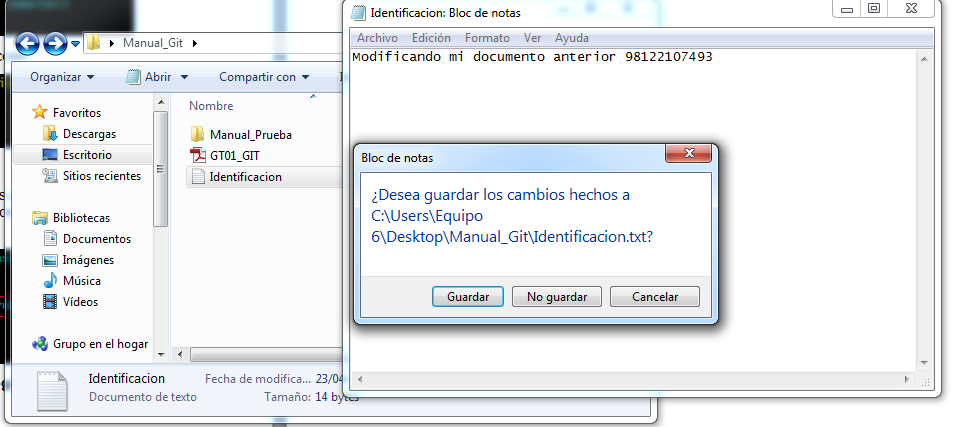 Manual_Git
Organizar
Abrir
Compartir con
Nombre
Favoritos
Descargas
Escritorio
Sitios recientes
Bibliotecas
Documentos
Imágenes
Música
Vídeos
Grupo en el hogar
Manual_Prueba
GT01_GIT
Identificacion
Identificacion
Fecha de modifica... 23/04
Documento de texto
Tamaño: 14 bytes
Identificacion: Bloc de notas
Archivo Edición Formato Ver Ayuda
Modificando mi documento anterior 98122107493
Bloc de notas
¿Desea guardar los cambios hechos a
C:\Users\Equipo
6\Desktop\Manual_Git\Identificacion.txt?
Guardar
No guardar
Cancelar